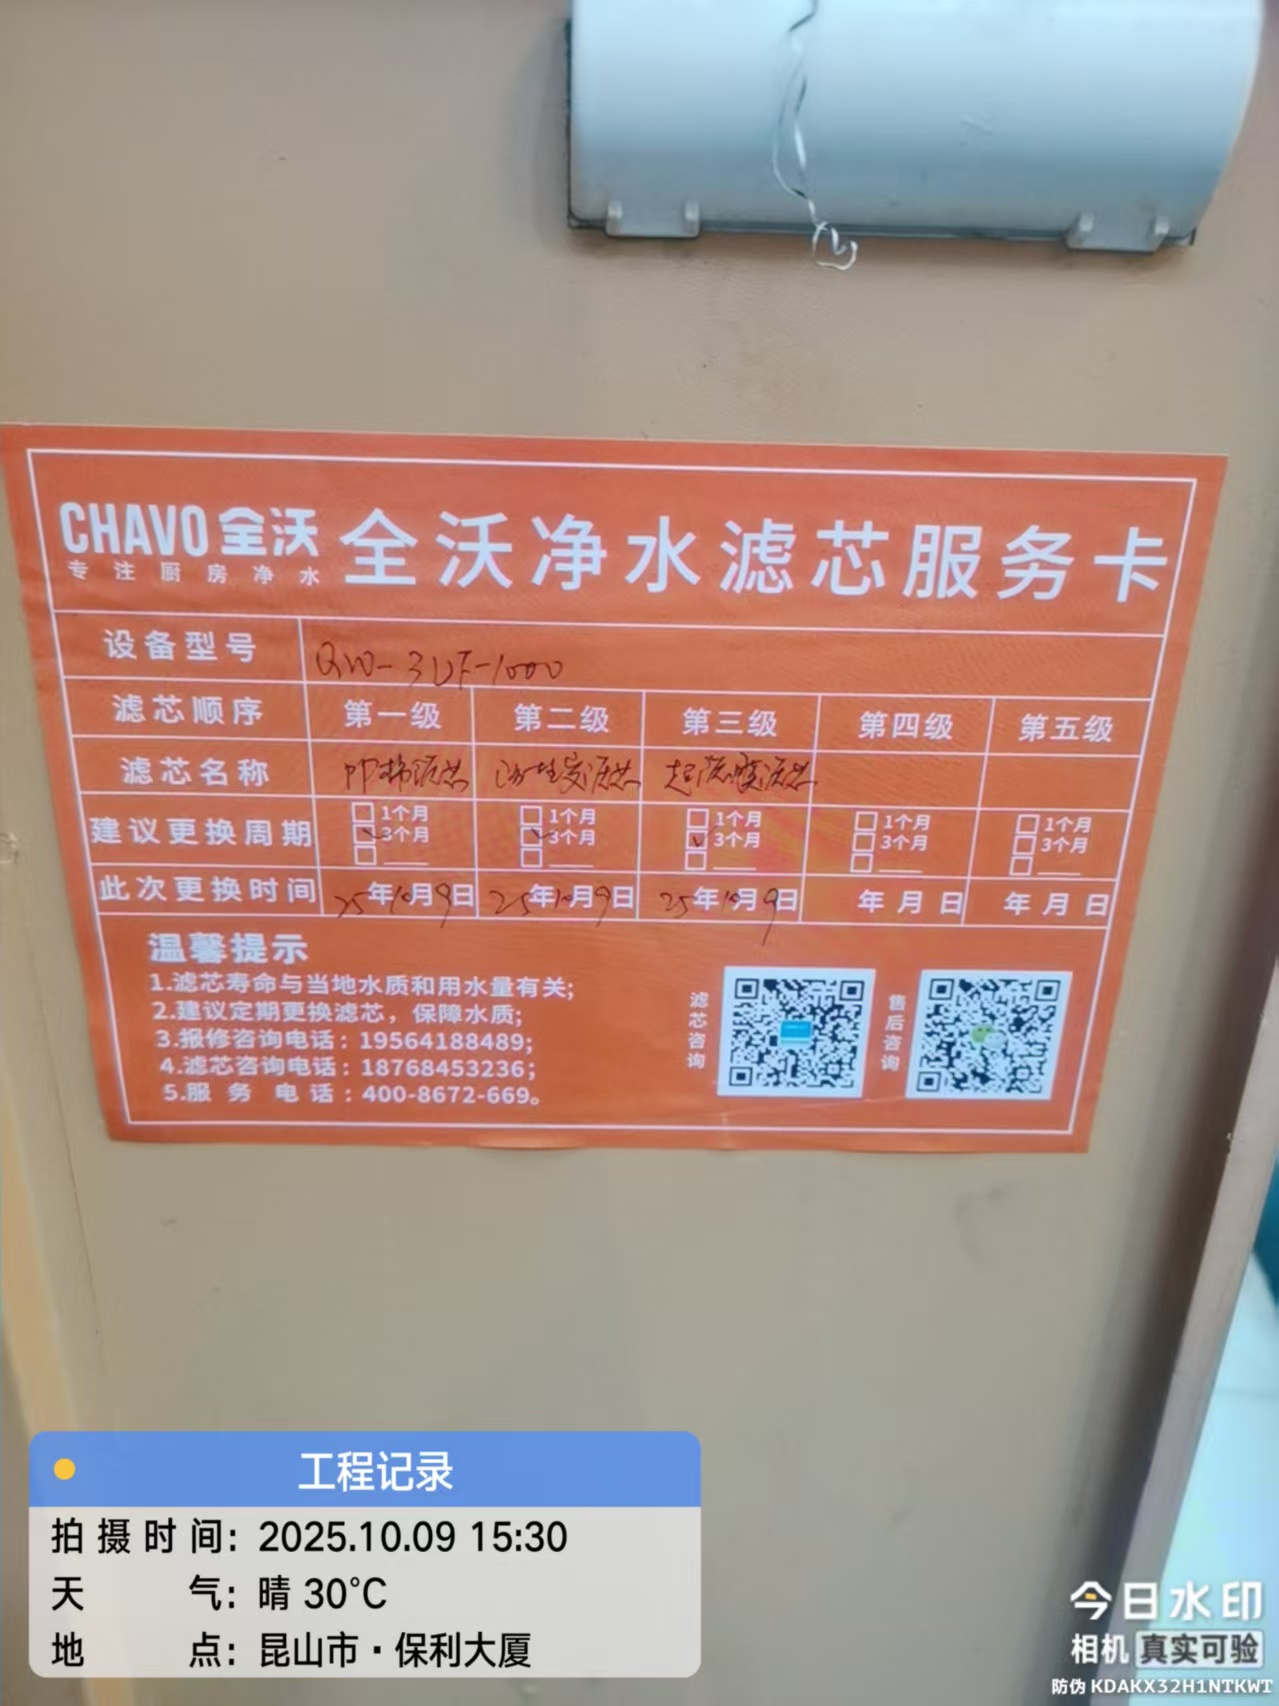 CHAVO 全沃
专注厨房净水
全沃净水滤芯服务卡
设备型号 QW-3UF-1000
滤芯顺序 第一级 第二级 第三级 第四级 第五级
滤芯名称 PP棉滤芯 活性炭滤芯 超滤膜滤芯
建议更换周期
□1个月 □1个月 □1个月 □1个月 □1个月
☑3个月 ☑3个月 ☑3个月 □3个月 □3个月
□___ □___ □___ □___ □___
此次更换时间 25年10月9日 25年10月9日 25年10月9日 年月日 年月日
温馨提示
1.滤芯寿命与当地水质和用水量有关;
2.建议定期更换滤芯，保障水质;
3.报修咨询电话：19564188489;
4.滤芯咨询电话：18768453236;
5.服务电话：400-8672-669。
滤芯咨询
售后咨询
工程记录
拍摄时间：2025.10.09 15:30
天气：晴 30℃
地点：昆山市·保利大厦
今日水印
相机 真实可验
防伪 KDAKX32H1NTKWT